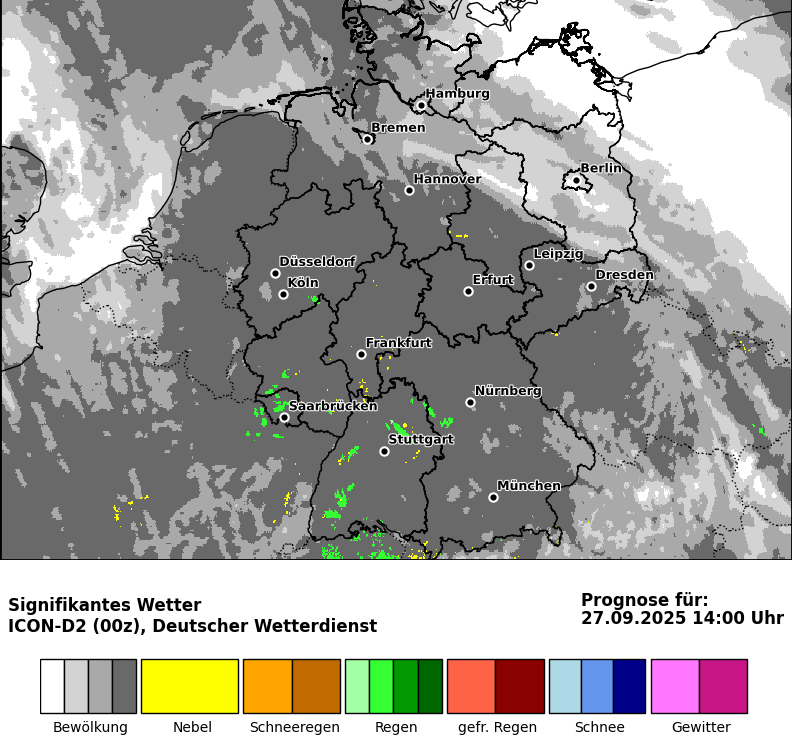 Hamburg
Bremen
Berlin
Hannover
Leipzig
Düsseldorf
Dresden
Köln
Erfurt
Frankfurt
Nürnberg
Saarbrücken
Stuttgart
München
Signifikantes Wetter
ICON-D2 (00z), Deutscher Wetterdienst
Prognose für:
27.09.2025 14:00 Uhr
Bewölkung
Nebel
Schneeregen
Regen
gefr. Regen
Schnee
Gewitter